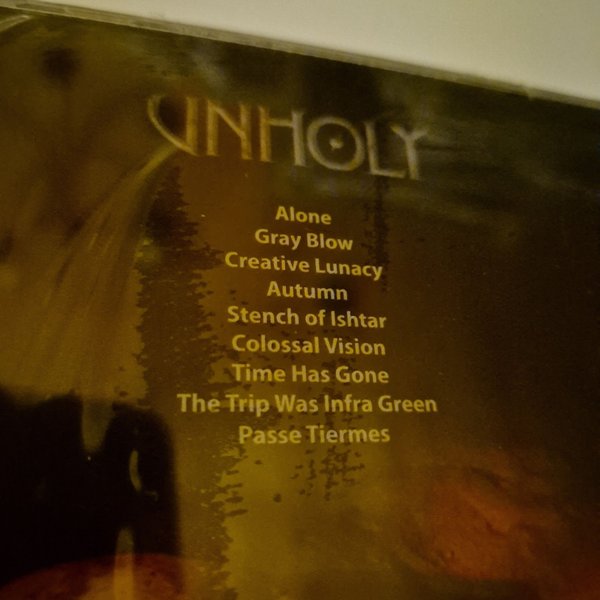 UNHOLY
Alone
Gray Blow
Creative Lunacy
Autumn
Stench of Ishtar
Colossal Vision
Time Has Gone
The Trip Was Infra Green
Passe Tiermes